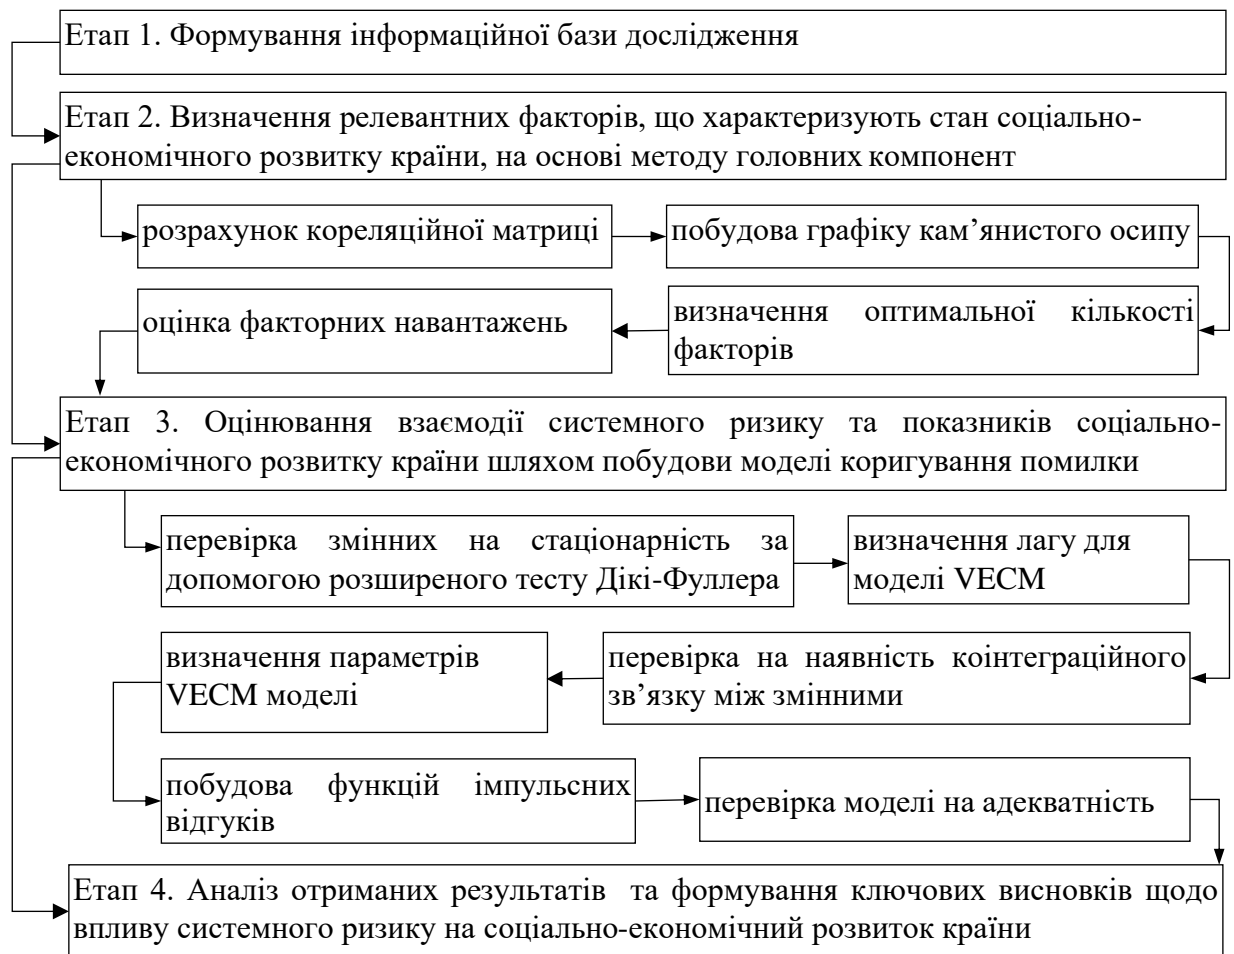 Етап 1. Формування інформаційної бази дослідження
Етап 2. Визначення релевантних факторів, що характеризують стан соціально-
економічного розвитку країни, на основі методу головних компонент
розрахунок кореляційної матриці
побудова графіку кам’янистого осипу
оцінка факторних навантажень
визначення оптимальної кількості
факторів
Етап 3. Оцінювання взаємодії системного ризику та показників соціально-
економічного розвитку країни шляхом побудови моделі коригування помилки
перевірка змінних на стаціонарність за
допомогою розширеного тесту Дікі-Фуллера
визначення лагу для
моделі VECM
визначення параметрів
VECM моделі
перевірка на наявність коінтеграційного
зв’язку між змінними
побудова функцій імпульсних
відгуків
перевірка моделі на адекватність
Етап 4. Аналіз отриманих результатів та формування ключових висновків щодо
впливу системного ризику на соціально-економічний розвиток країни